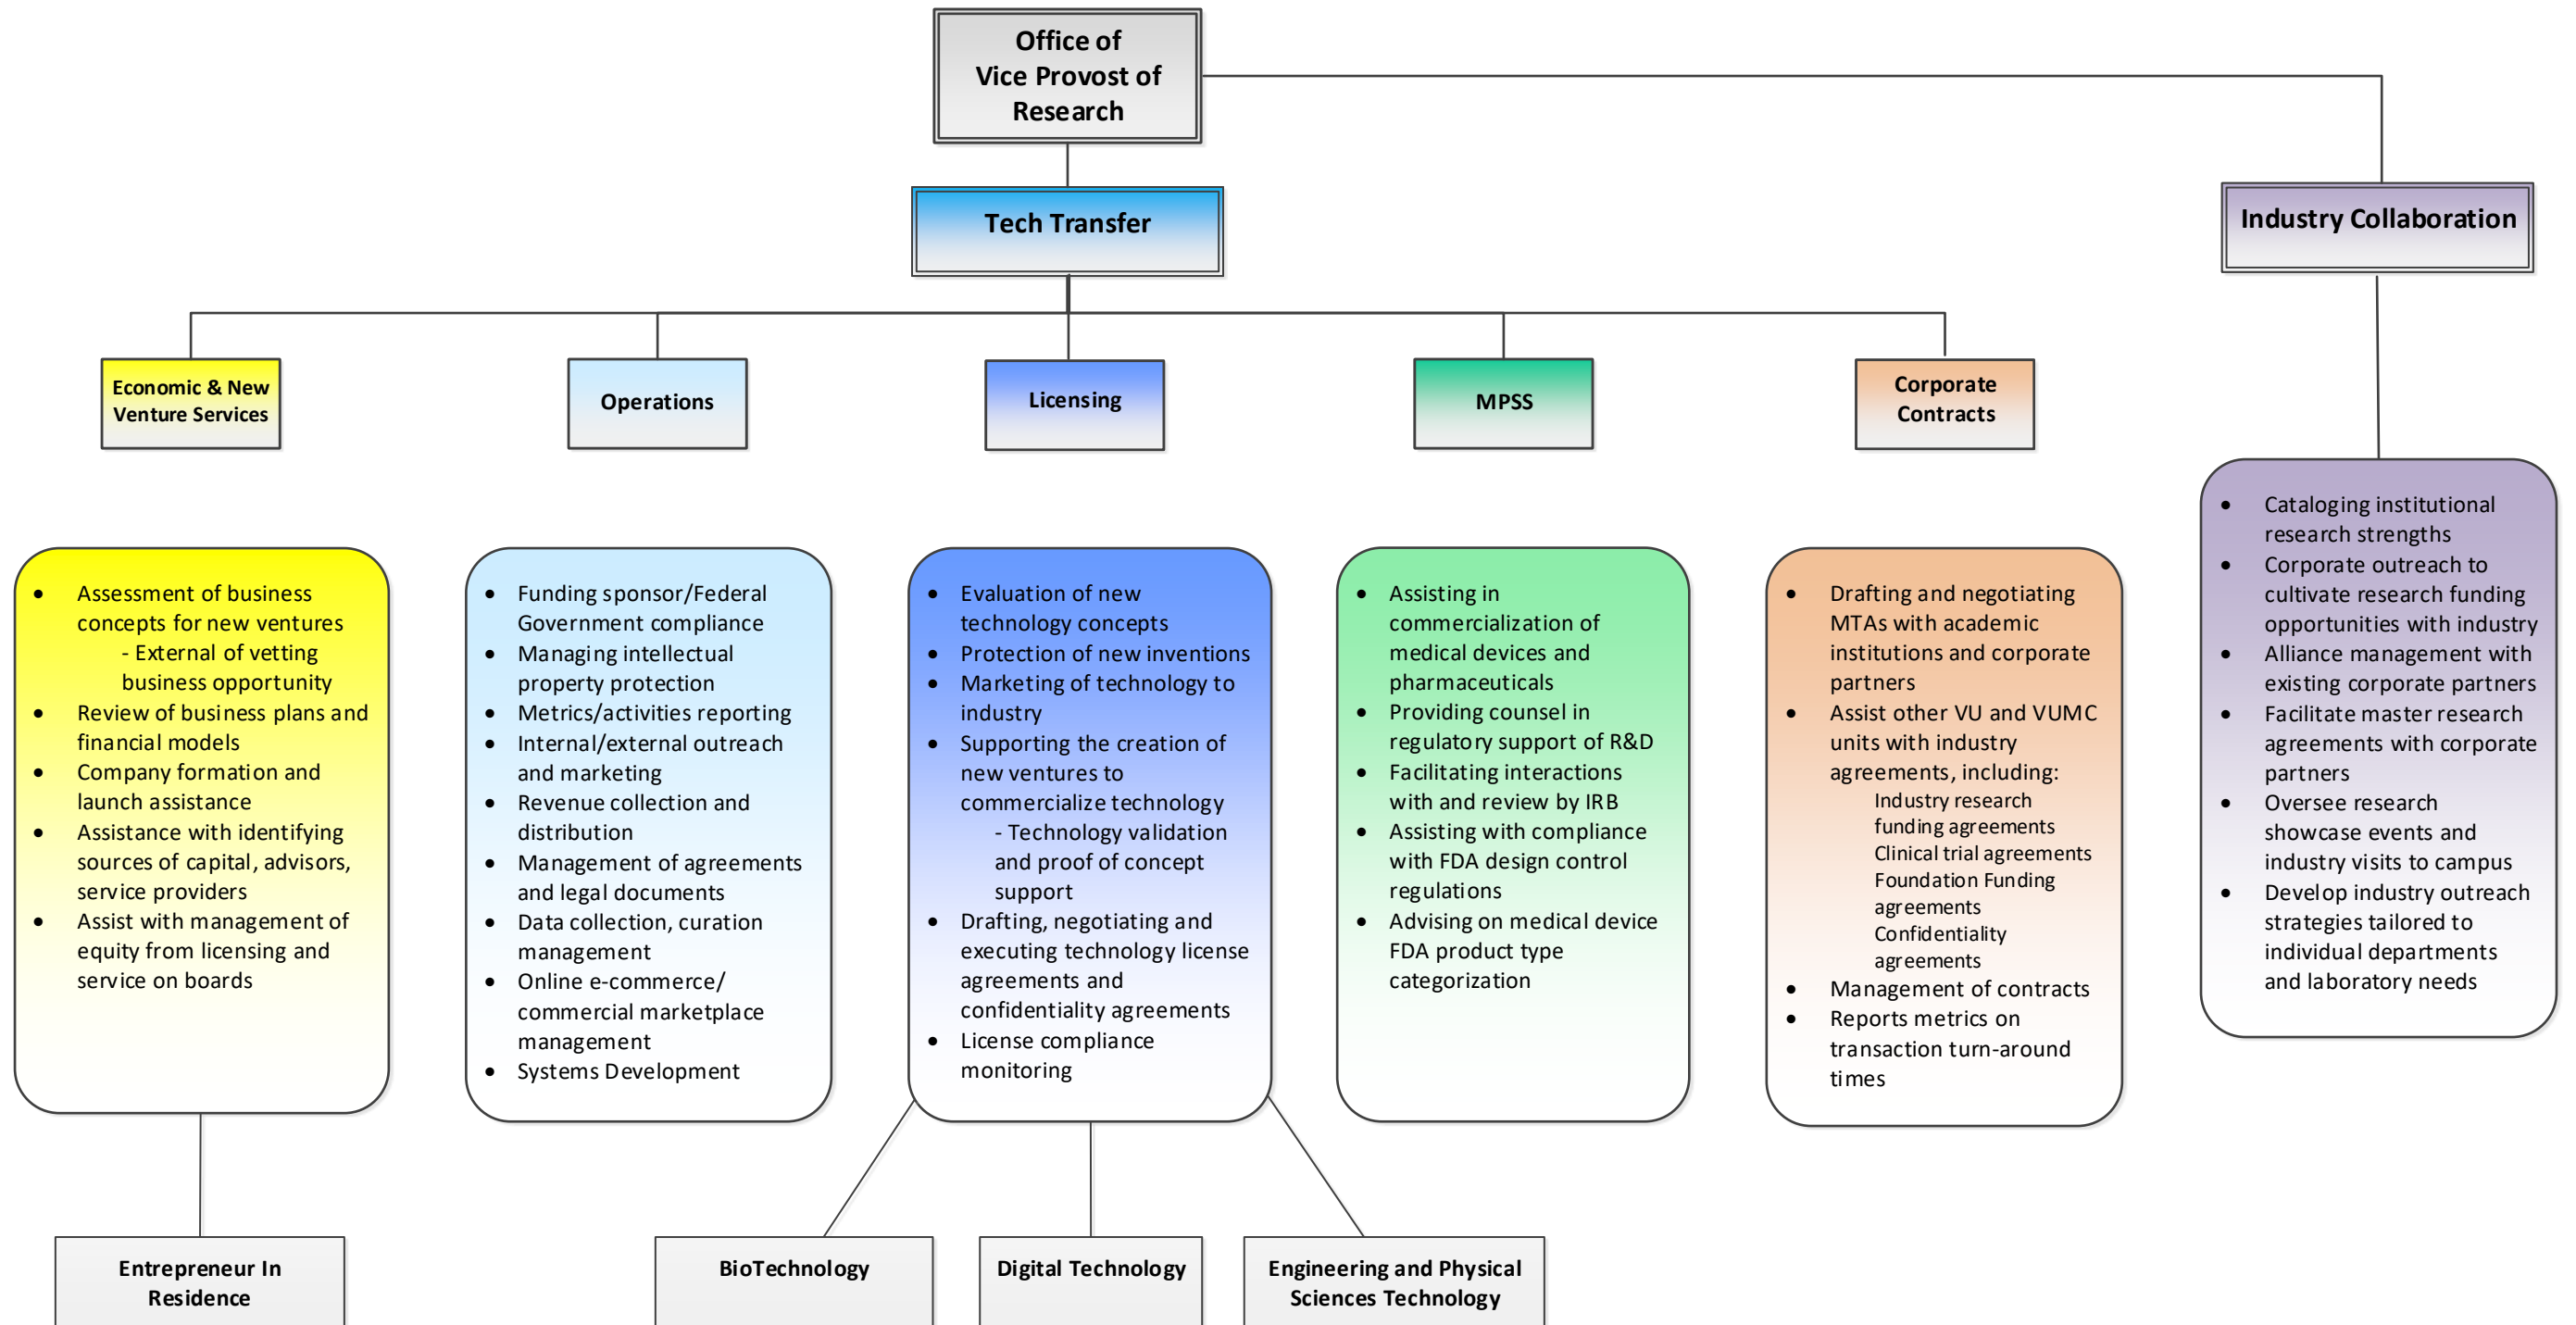 Office of
Vice Provost of
Research
Tech Transfer
Industry Collaboration
Economic & New
Venture Services
Operations
Licensing
MPSS
Corporate
Contracts
• Assessment of business
concepts for new ventures
- External of vetting
business opportunity
• Review of business plans and
financial models
• Company formation and
launch assistance
• Assistance with identifying
sources of capital, advisors,
service providers
• Assist with management of
equity from licensing and
service on boards
• Funding sponsor/Federal
Government compliance
• Managing intellectual
property protection
• Metrics/activities reporting
• Internal/external outreach
and marketing
• Revenue collection and
distribution
• Management of agreements
and legal documents
• Data collection, curation
management
• Online e-commerce/
commercial marketplace
management
• Systems Development
• Evaluation of new
technology concepts
• Protection of new inventions
• Marketing of technology to
industry
• Supporting the creation of
new ventures to
commercialize technology
- Technology validation
and proof of concept
support
• Drafting, negotiating and
executing technology license
agreements and
confidentiality agreements
• License compliance
monitoring
• Assisting in
commercialization of
medical devices and
pharmaceuticals
• Providing counsel in
regulatory support of R&D
• Facilitating interactions
with and review by IRB
• Assisting with compliance
with FDA design control
regulations
• Advising on medical device
FDA product type
categorization
• Drafting and negotiating
MTAs with academic
institutions and corporate
partners
• Assist other VU and VUMC
units with industry
agreements, including:
Industry research
funding agreements
Clinical trial agreements
Foundation Funding
agreements
Confidentiality
agreements
• Management of contracts
• Reports metrics on
transaction turn-around
times
• Cataloging institutional
research strengths
• Corporate outreach to
cultivate research funding
opportunities with industry
• Alliance management with
existing corporate partners
• Facilitate master research
agreements with corporate
partners
• Oversee research
showcase events and
industry visits to campus
• Develop industry outreach
strategies tailored to
individual departments
and laboratory needs
Entrepreneur In
Residence
BioTechnology
Digital Technology
Engineering and Physical
Sciences Technology